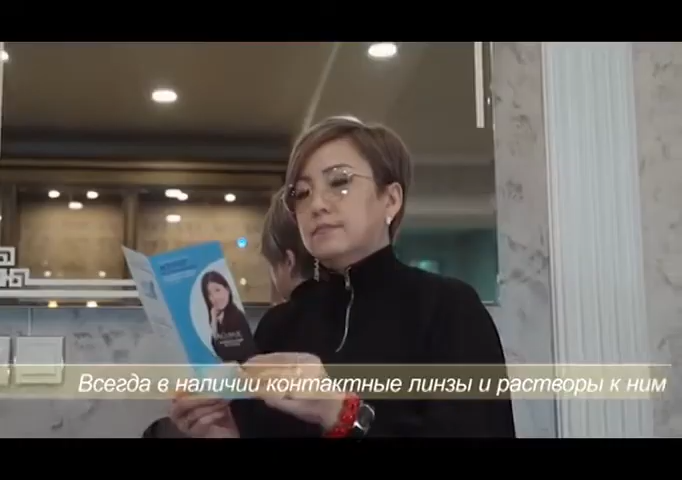 Всегда в наличии контактные линзы и растворы к ним